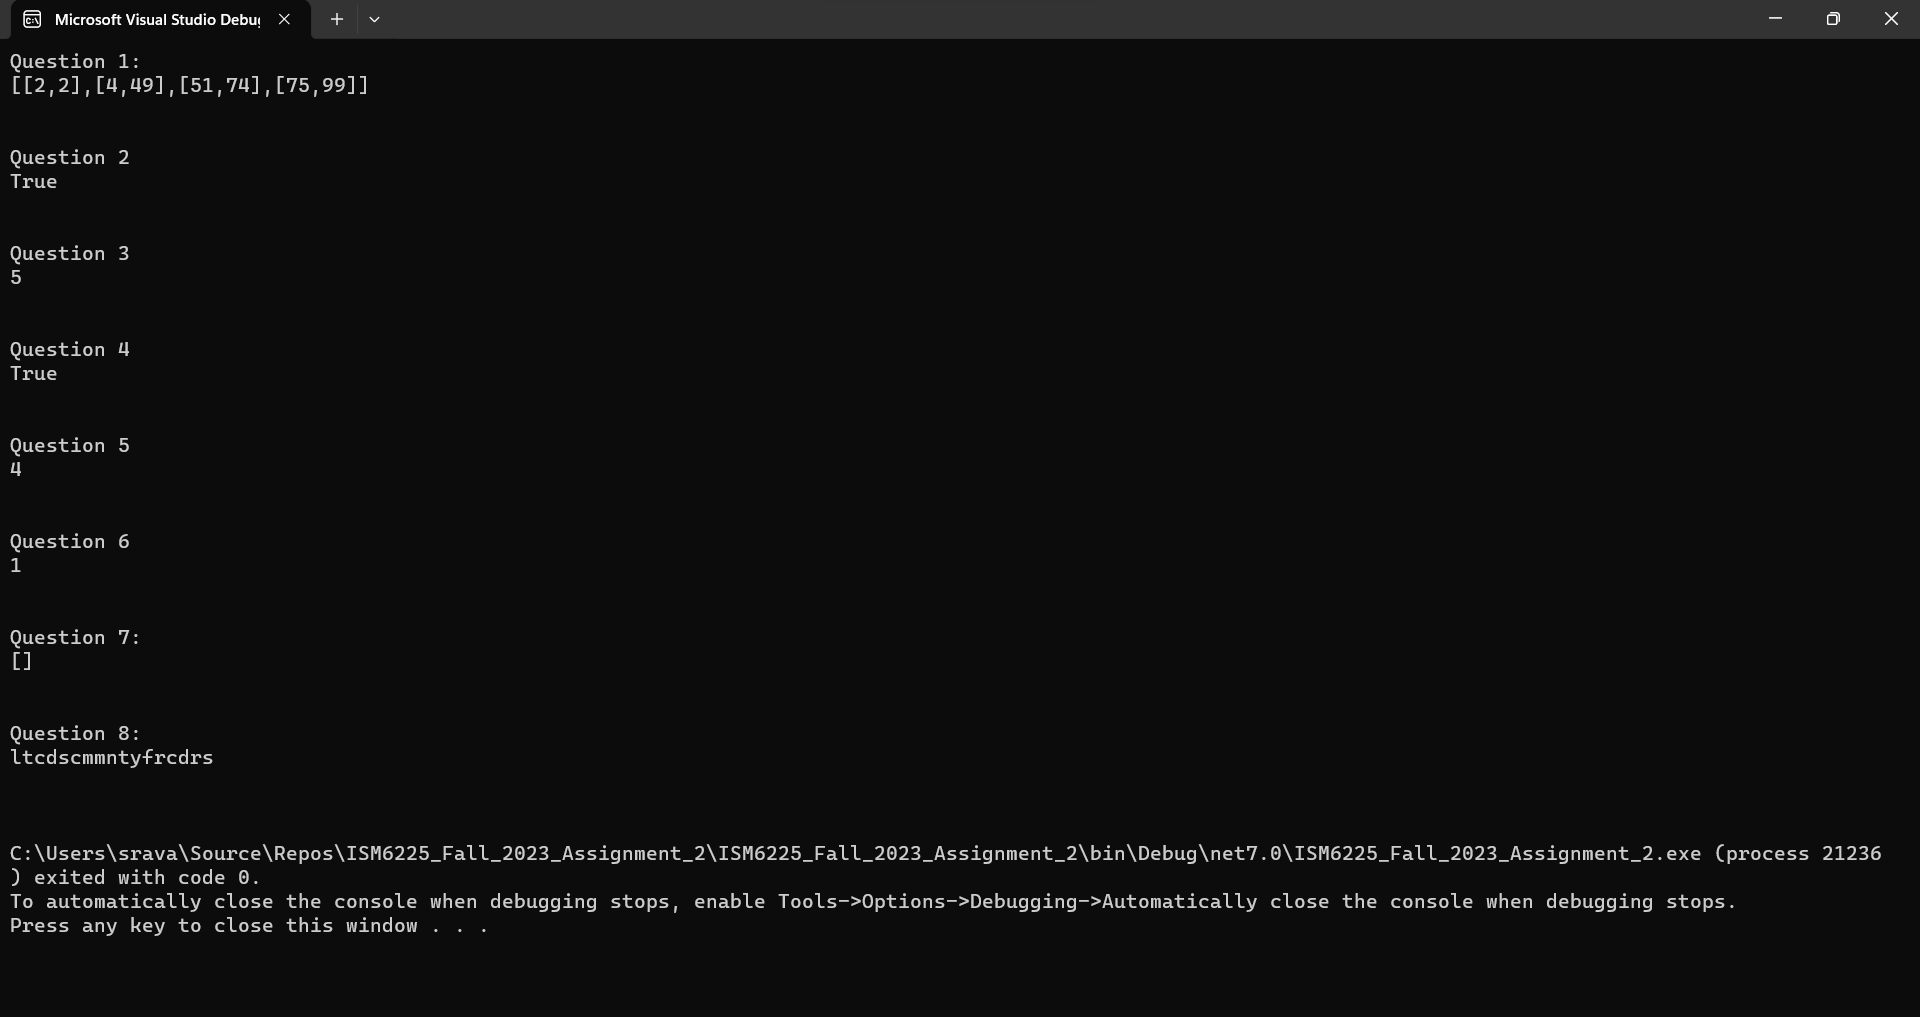 Microsoft Visual Studio Debug
Question 1:
[[2,2],[4,49],[51,74],[75,99]]
Question 2
True
Question 3
5
Question 4
True
Question 5
4
Question 6
1
Question 7:
[]
Question 8:
ltcdscmmntyfrcdrs
C:\Users\srava\Source\Repos\ISM6225_Fall_2023_Assignment_2\ISM6225_Fall_2023_Assignment_2\bin\Debug\net7.0\ISM6225_Fall_2023_Assignment_2.exe (process 21236
) exited with code 0.
To automatically close the console when debugging stops, enable Tools->Options->Debugging->Automatically close the console when debugging stops.
Press any key to close this window . . .